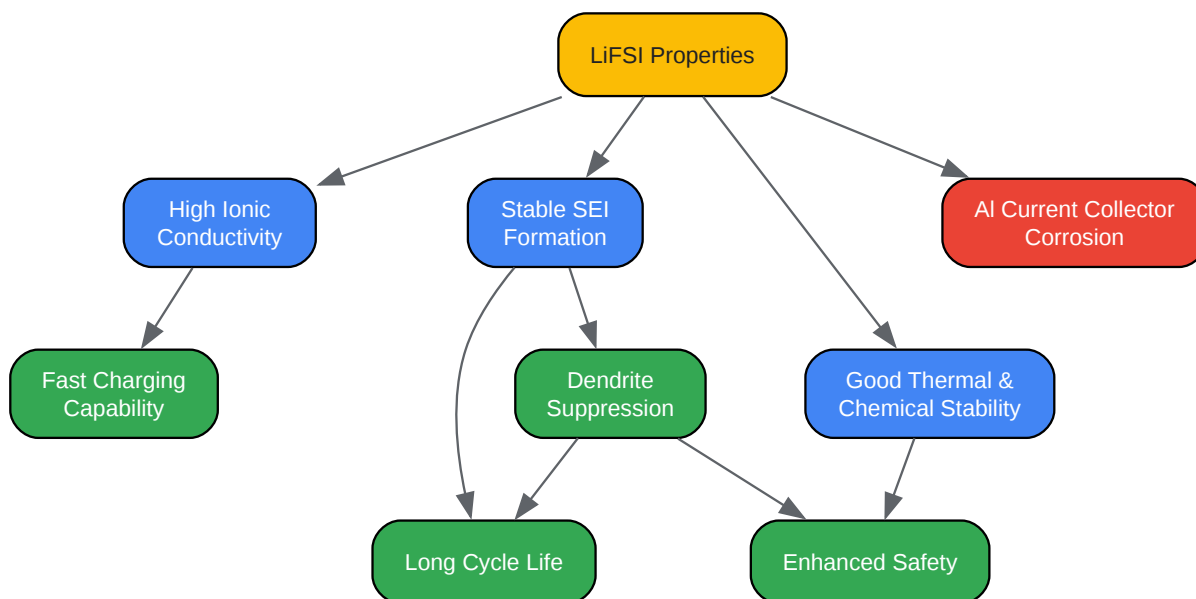 LiFSI Properties
High Ionic
Conductivity
Stable SEI
Formation
Al Current Collector
Corrosion
Fast Charging
Capability
Dendrite
Suppression
Good Thermal &
Chemical Stability
Long Cycle Life
Enhanced Safety